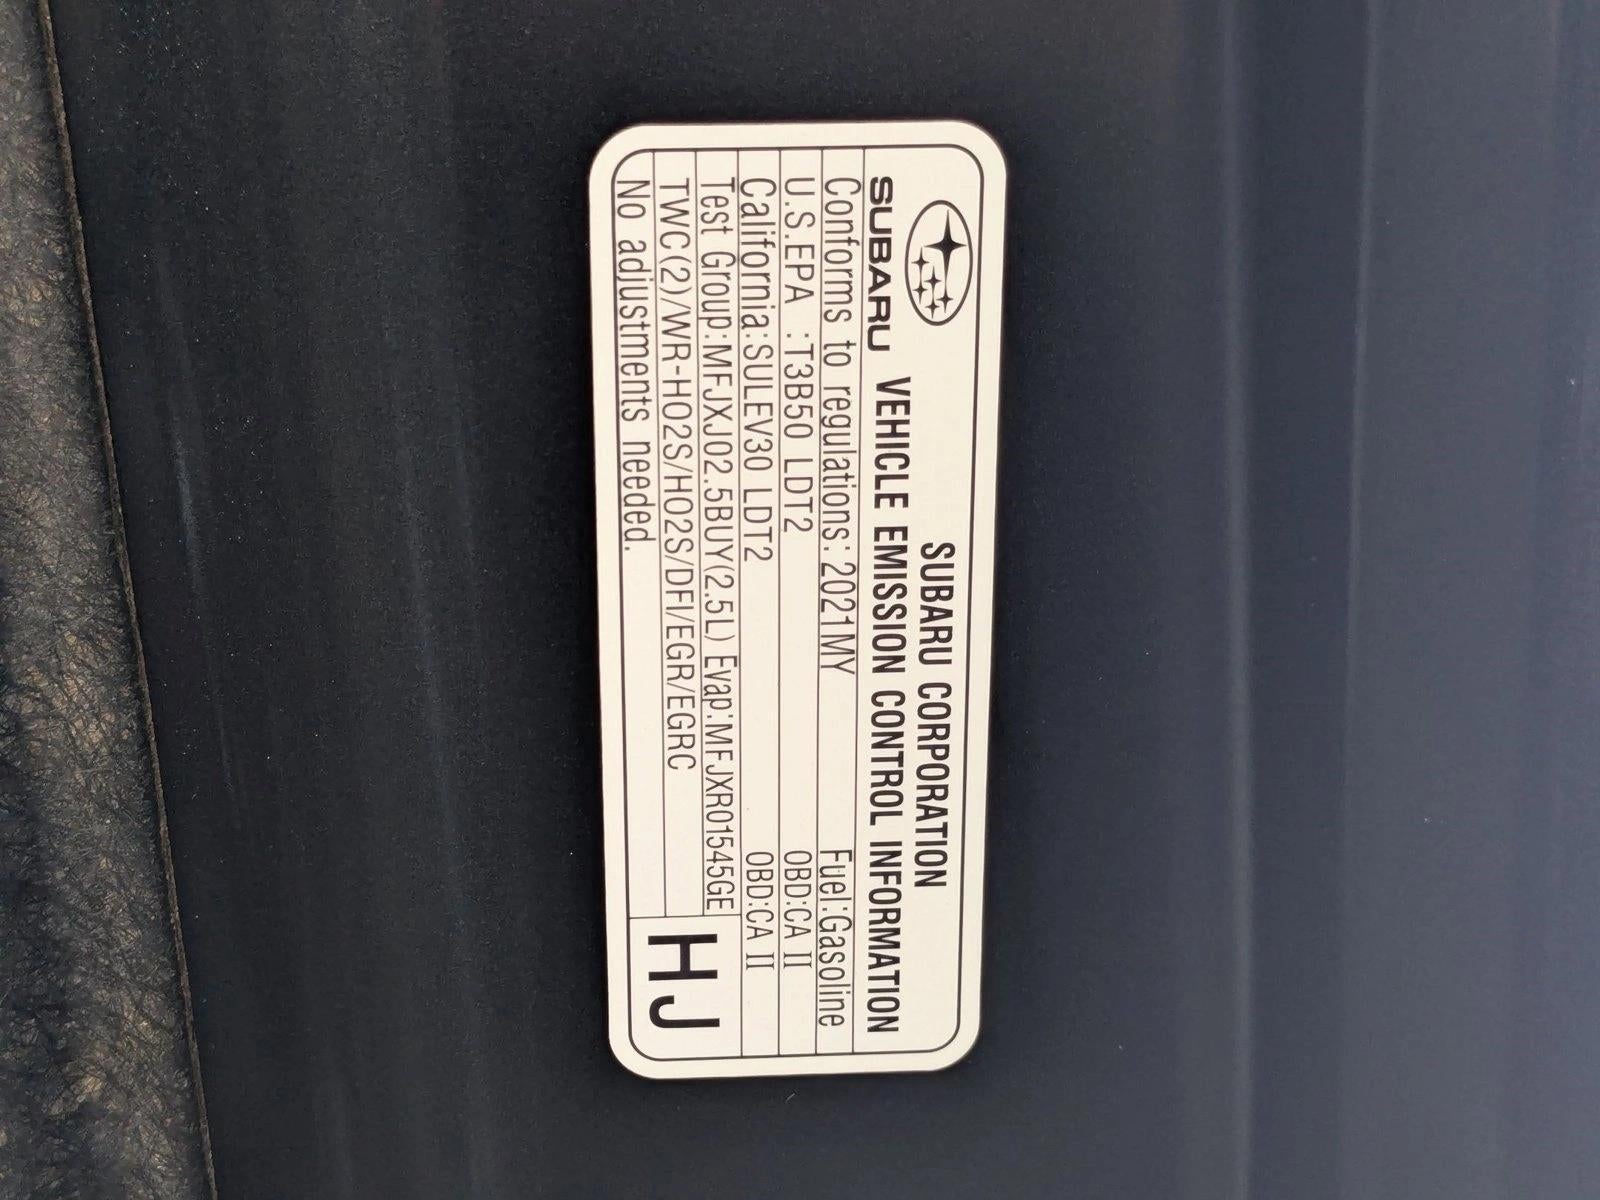 SUBARU CORPORATION
SUBARU VEHICLE EMISSION CONTROL INFORMATION
Conforms to regulations:2021MY Fuel:Gasoline
U.S.EPA :T3B50 LDT2 OBD:CA II
California:SULEV30 LDT2 OBD:CA II
Test Group:MFJXJ02.5BUY(2.5L) Evap:MFJXR01545GE
TWC(2)/WR-HO2S/HO2S/DFI/EGR/EGRC
No adjustments needed.
HJ